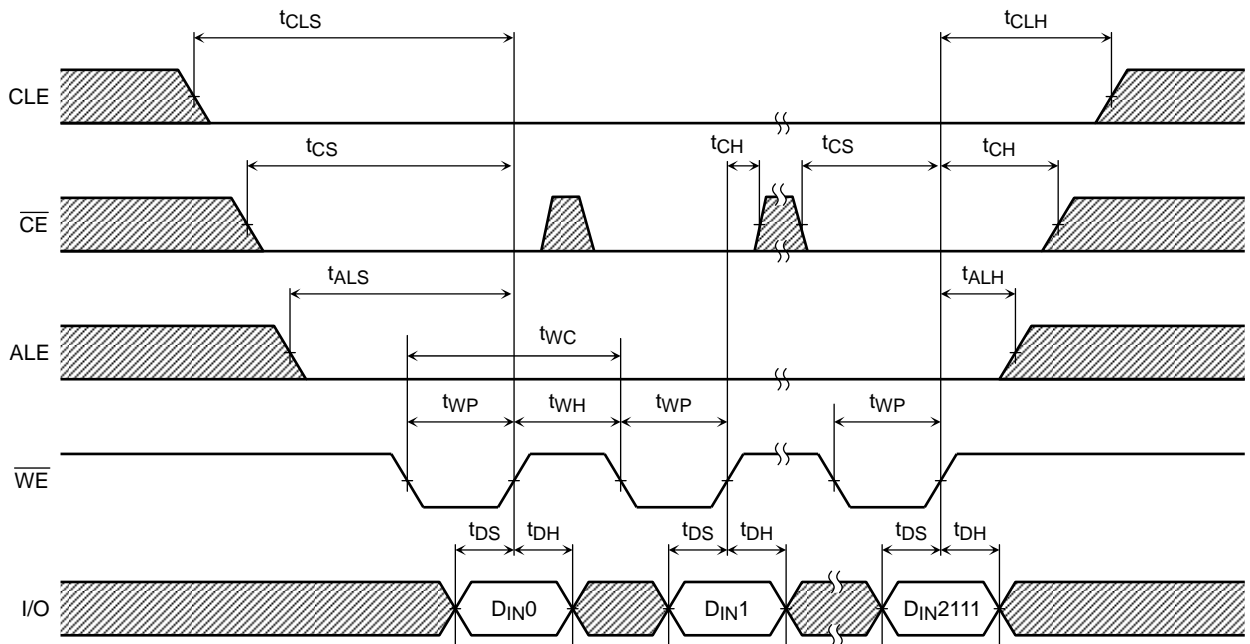 tCLS tCLH
CLE
tCS tCH tCS tCH
CE
tALS tALH
ALE
tWC
tWP tWH tWP tWP
WE
tDS tDH tDS tDH tDS tDH
I/O DIN0 DIN1 DIN2111